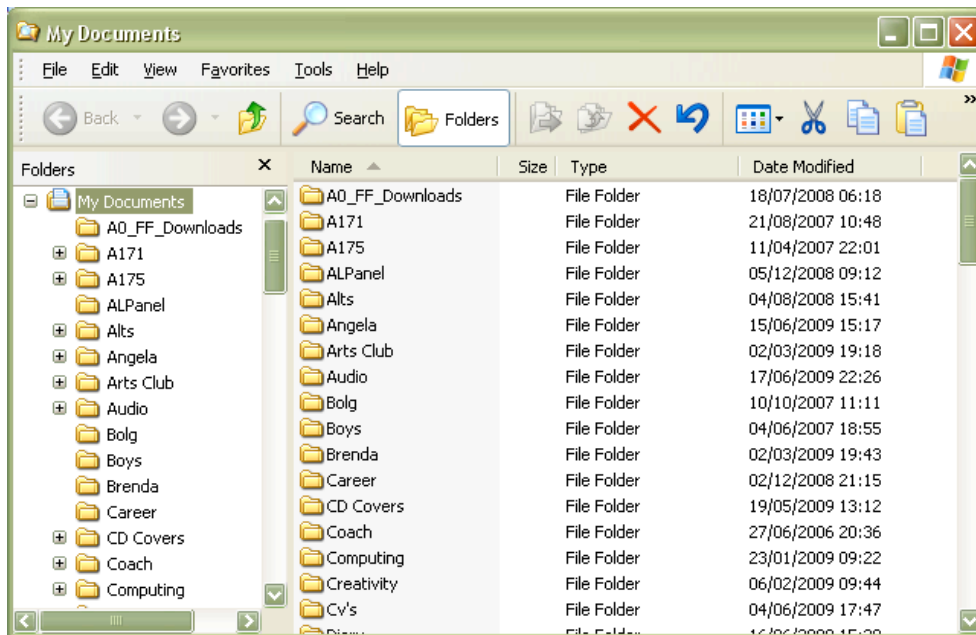 My Documents
File Edit View Favorites Tools Help
Back Search Folders »
Folders
My Documents
A0_FF_Downloads
A171
A175
ALPanel
Alts
Angela
Arts Club
Audio
Bolg
Boys
Brenda
Career
CD Covers
Coach
Computing
Name Size Type Date Modified
A0_FF_Downloads File Folder 18/07/2008 06:18
A171 File Folder 21/08/2007 10:48
A175 File Folder 11/04/2007 22:01
ALPanel File Folder 05/12/2008 09:12
Alts File Folder 04/08/2008 15:41
Angela File Folder 15/06/2009 15:17
Arts Club File Folder 02/03/2009 19:18
Audio File Folder 17/06/2009 22:26
Bolg File Folder 10/10/2007 11:11
Boys File Folder 04/06/2007 18:55
Brenda File Folder 02/03/2009 19:43
Career File Folder 02/12/2008 21:15
CD Covers File Folder 19/05/2009 13:12
Coach File Folder 27/06/2006 20:36
Computing File Folder 23/01/2009 09:22
Creativity File Folder 06/02/2009 09:44
Cv's File Folder 04/06/2009 17:47